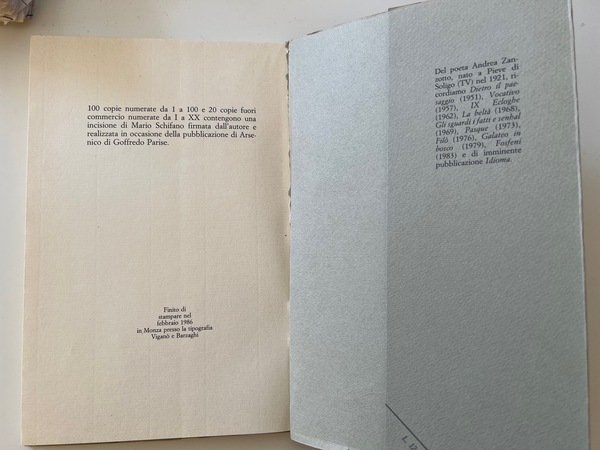 100 copie numerate da 1 a 100 e 20 copie fuori
commercio numerate da I a XX contengono una
incisione di Mario Schifano firmata dall'autore e
realizzata in occasione della pubblicazione di Arse-
nico di Goffredo Parise.
Finito di
stampare nel
febbraio 1986
in Monza presso la tipografia
Viganò e Barzaghi
Del poeta Andrea Zan-
zotto, nato a Pieve di
Soligo (TV) nel 1921, ri-
cordiamo Dietro il pae-
saggio (1951), Vocativo
(1957), IX Ecloghe
(1962), La beltà (1968),
Gli sguardi i fatti e senhal
(1969), Pasque (1973),
Filò (1976), Galateo in
bosco (1979), Fosfeni
(1983) e di imminente
pubblicazione Idioma.
L. 12